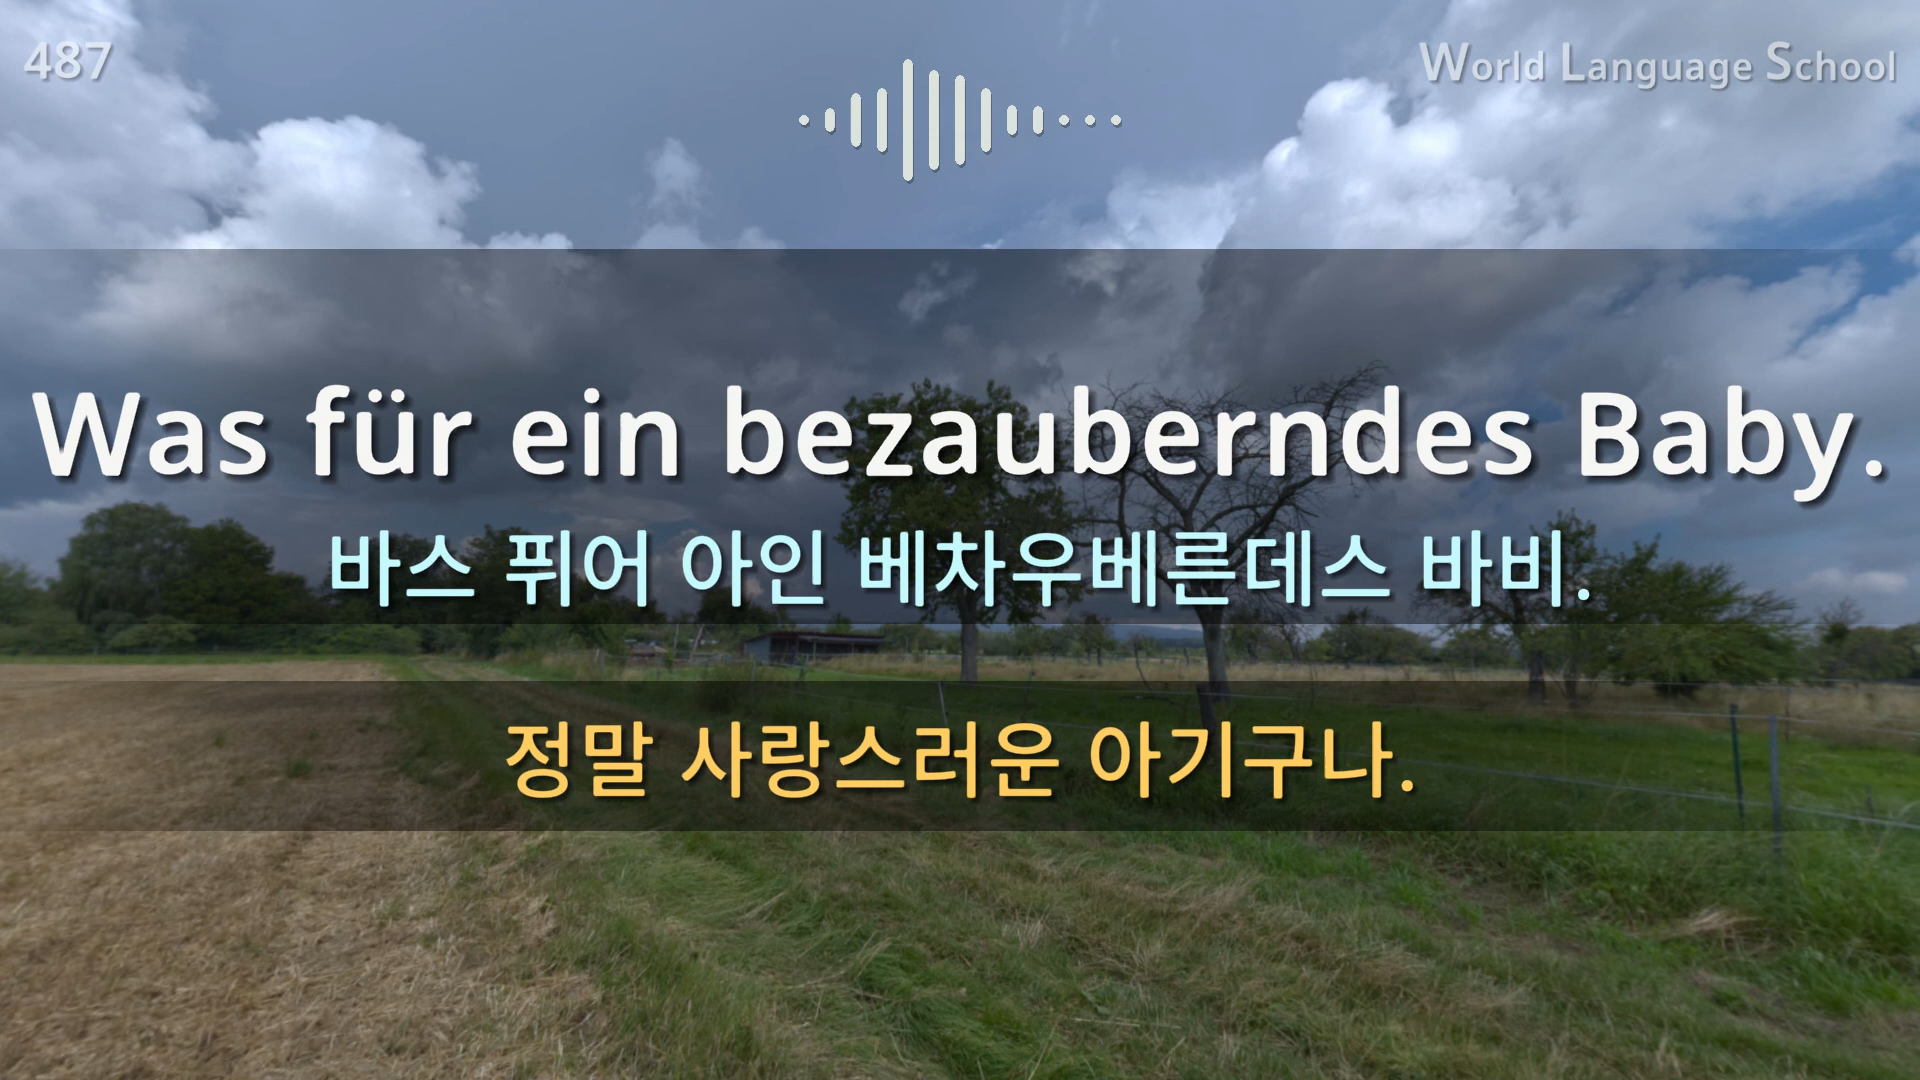 487
World Language School
Was für ein bezauberndes Baby.
바스 퓌어 아인 베차우베른데스 바비.
정말 사랑스러운 아기구나.